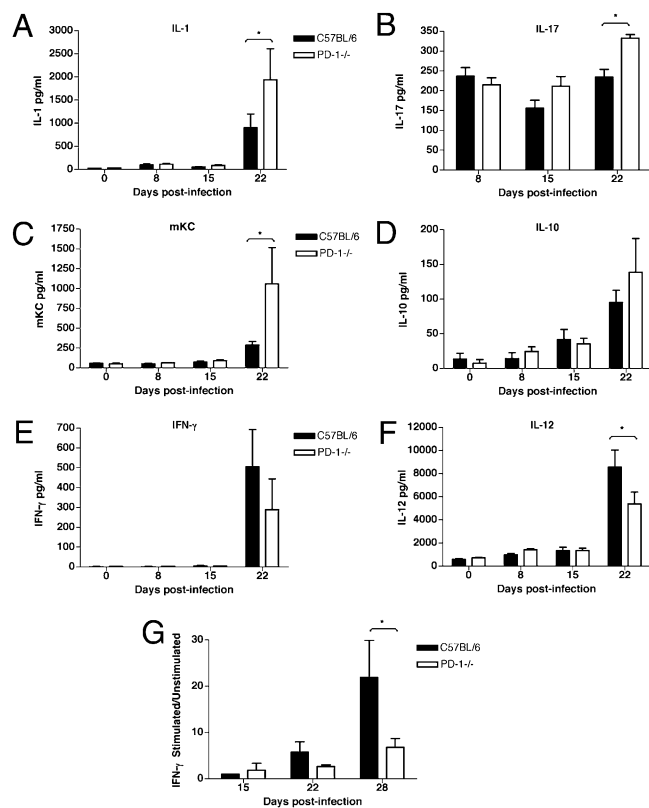 A
IL-1
C57BL/6
PD-1-/-
*
3000
2500
2000
1500
1000
500
0
IL-1 pg/ml
0 8 15 22
Days post-infection
B
IL-17
*
350
300
250
200
150
100
50
0
IL-17 pg/ml
8 15 22
Days post-infection
C
mKC
C57BL/6
PD-1-/-
*
1750
1500
1250
1000
750
500
250
0
mKC pg/ml
0 8 15 22
Days post-infection
D
IL-10
200
150
100
50
0
IL-10 pg/ml
0 8 15 22
Days post-infection
E
IFN-γ
C57BL/6
PD-1-/-
700
600
500
400
300
200
100
0
IFN-γ pg/ml
0 8 15 22
Days post-infection
F
IL-12
*
12000
10000
8000
6000
4000
2000
0
IL-12 pg/ml
0 8 15 22
Days post-infection
G
C57BL/6
PD-1-/-
*
30
20
10
0
IFN-γ Stimulated/Unstimulated
15 22 28
Days post-infection